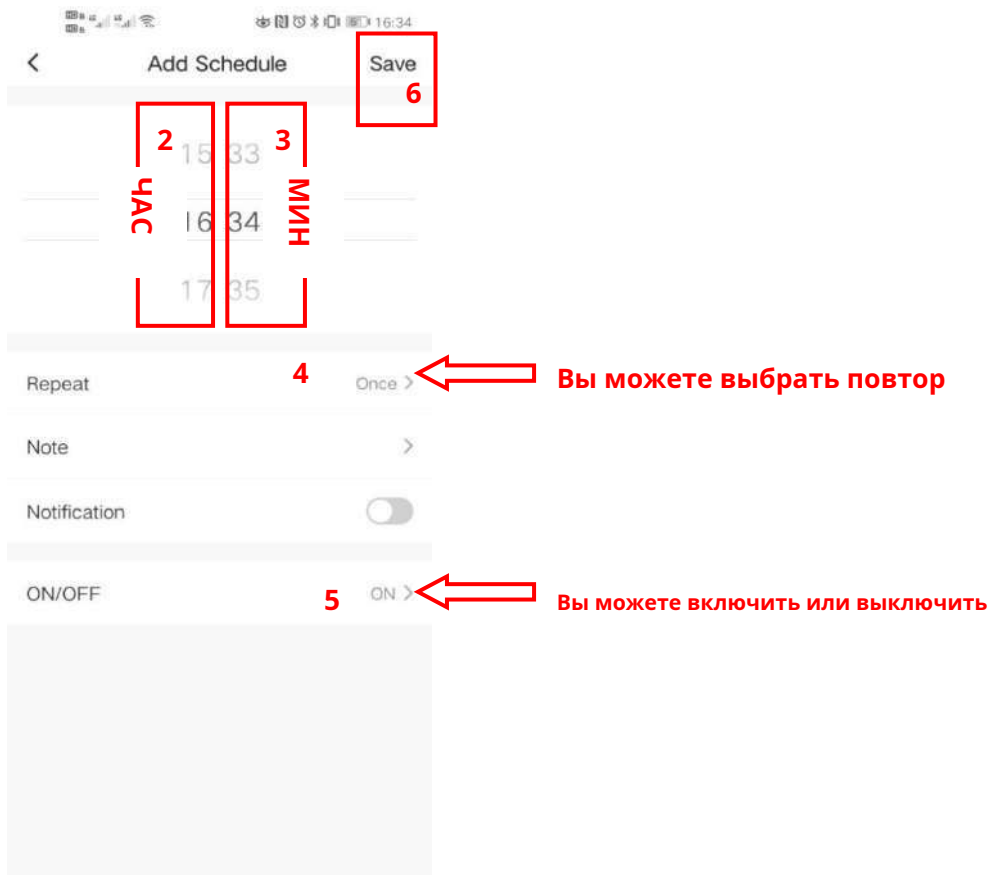 16:34
Add Schedule Save
6
2 3
15 33
ЧАС 16 34 МИН
17 35
Repeat 4 Once Вы можете выбрать повтор
Note
Notification
ON/OFF 5 ON Вы можете включить или выключить